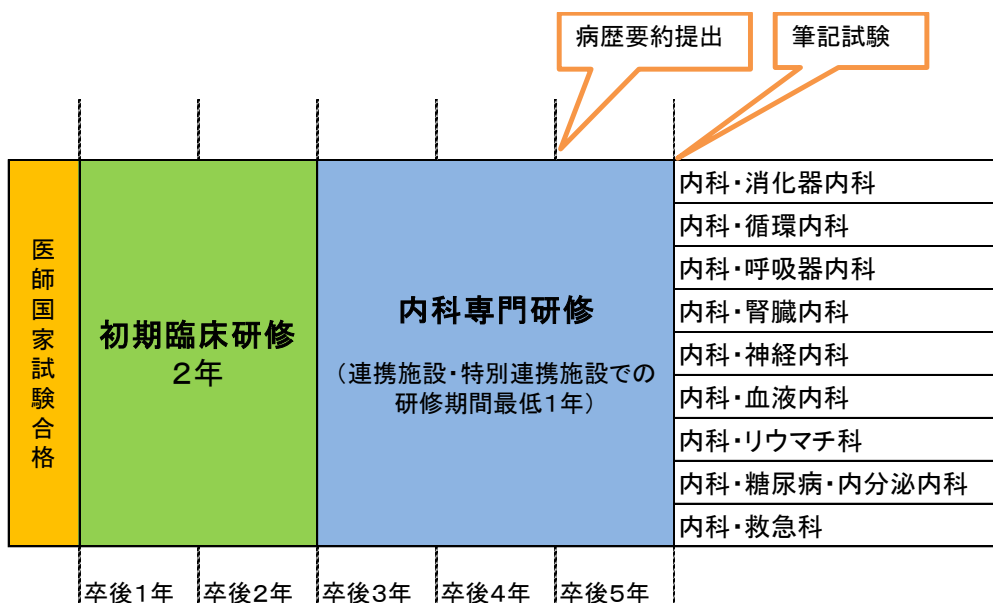 病歴要約提出
筆記試験
医師国家試験合格
初期臨床研修
2年
内科専門研修
（連携施設・特別連携施設での
研修期間最低1年）
内科・消化器内科
内科・循環内科
内科・呼吸器内科
内科・腎臓内科
内科・神経内科
内科・血液内科
内科・リウマチ科
内科・糖尿病・内分泌内科
内科・救急科
卒後1年
卒後2年
卒後3年
卒後4年
卒後5年